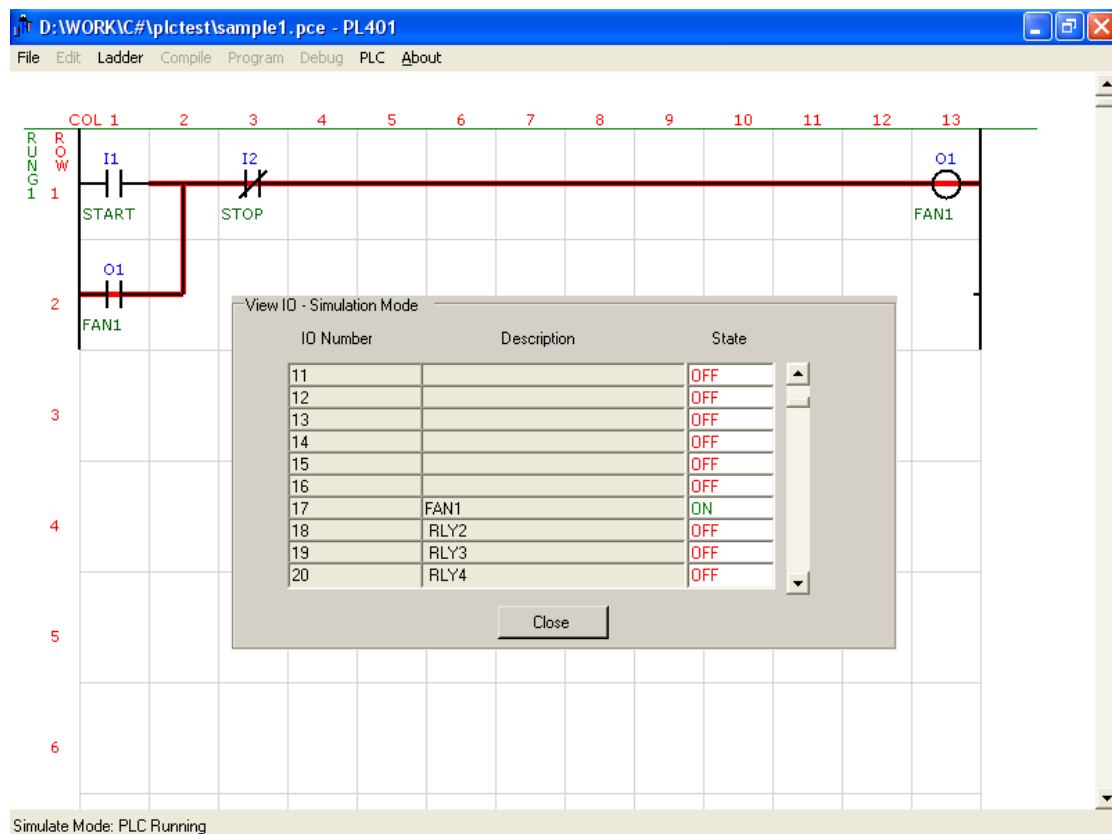 D:\WORK\C#\plctest\sample1.pce - PL401
File Edit Ladder Compile Program Debug PLC About
COL 1 2 3 4 5 6 7 8 9 10 11 12 13
RUNG1
ROW
I1 I2 O1
1
START STOP FAN1
O1
2
FAN1
View IO - Simulation Mode
IO Number Description State
11 OFF
12 OFF
13 OFF
14 OFF
15 OFF
16 OFF
17 FAN1 ON
18 RLY2 OFF
19 RLY3 OFF
20 RLY4 OFF
Close
3
4
5
6
Simulate Mode: PLC Running